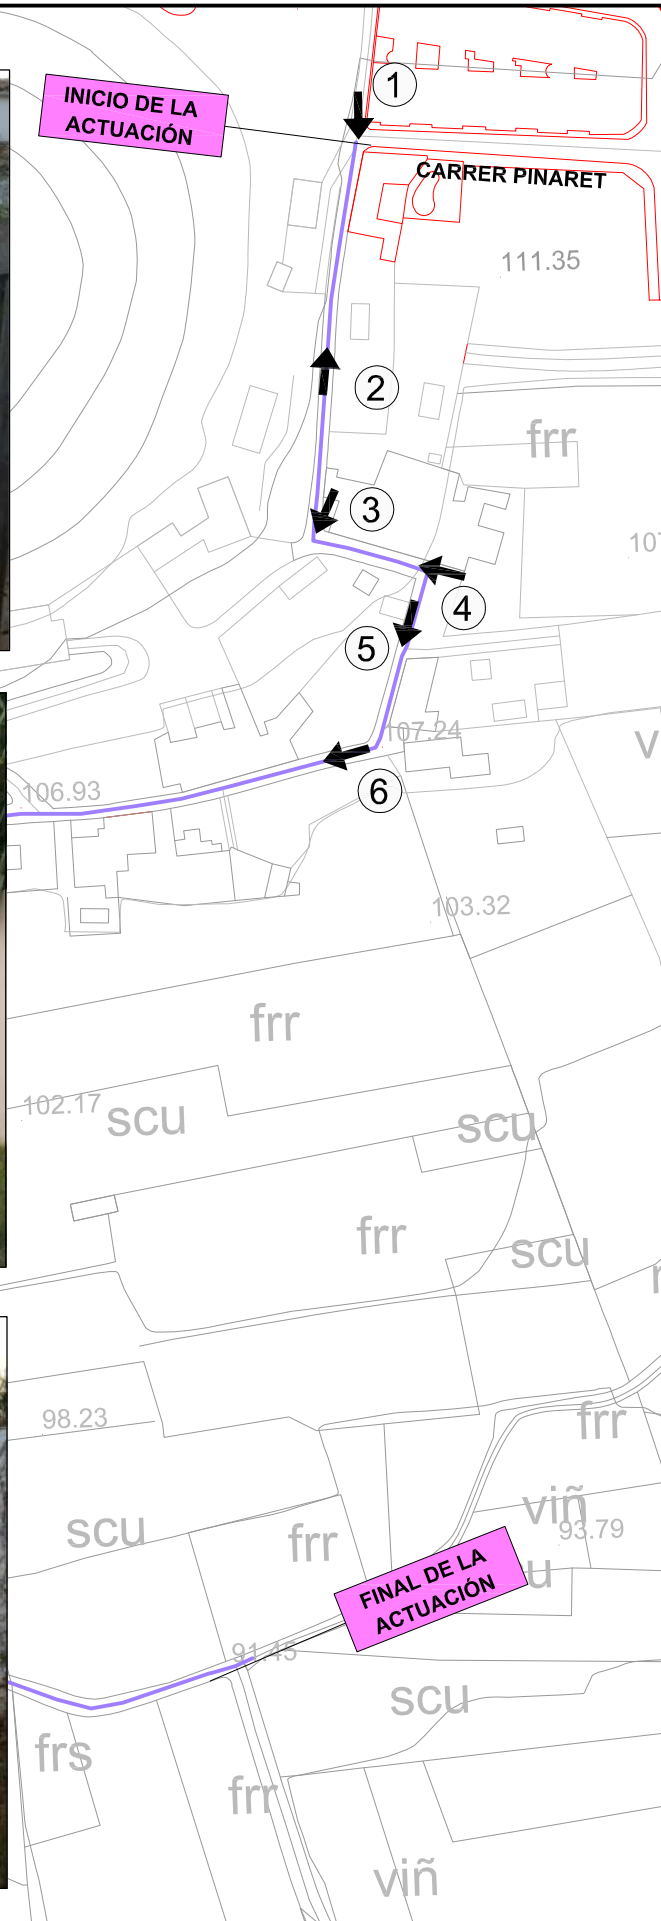 1
INICIO DE LA
ACTUACIÓN
CARRER PINARET
111.35
2
frr
3
4
5
107.24
v
106.93
6
103.32
frr
102.17
scu
scu
frr
scu
98.23
frr
scu
frr
viñ
93.79
u
FINAL DE LA
ACTUACIÓN
91.45
scu
frs
frr
viñ